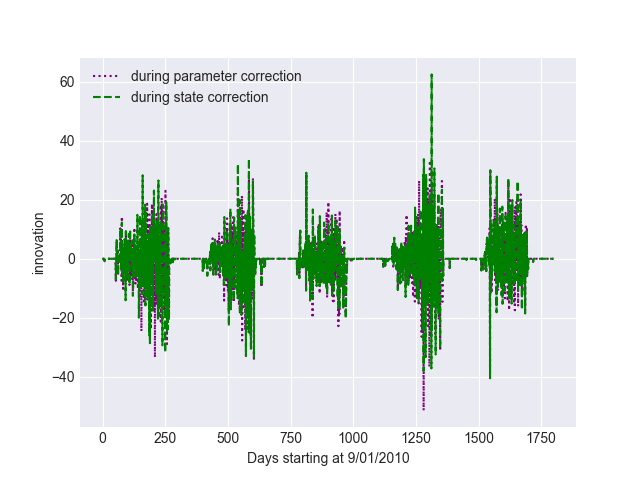 during parameter correction
during state correction
60
40
20
0
−20
−40
innovation
0 250 500 750 1000 1250 1500 1750
Days starting at 9/01/2010